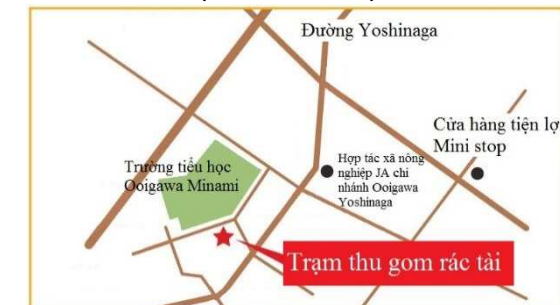 Đường Yoshinaga
Cửa hàng tiện lợ
Mini stop
Hợp tác xã nông
nghiệp JA chi
nhánh Ooigawa
Yoshinaga
Trường tiểu học
Ooigawa Minami
Trạm thu gom rác tài